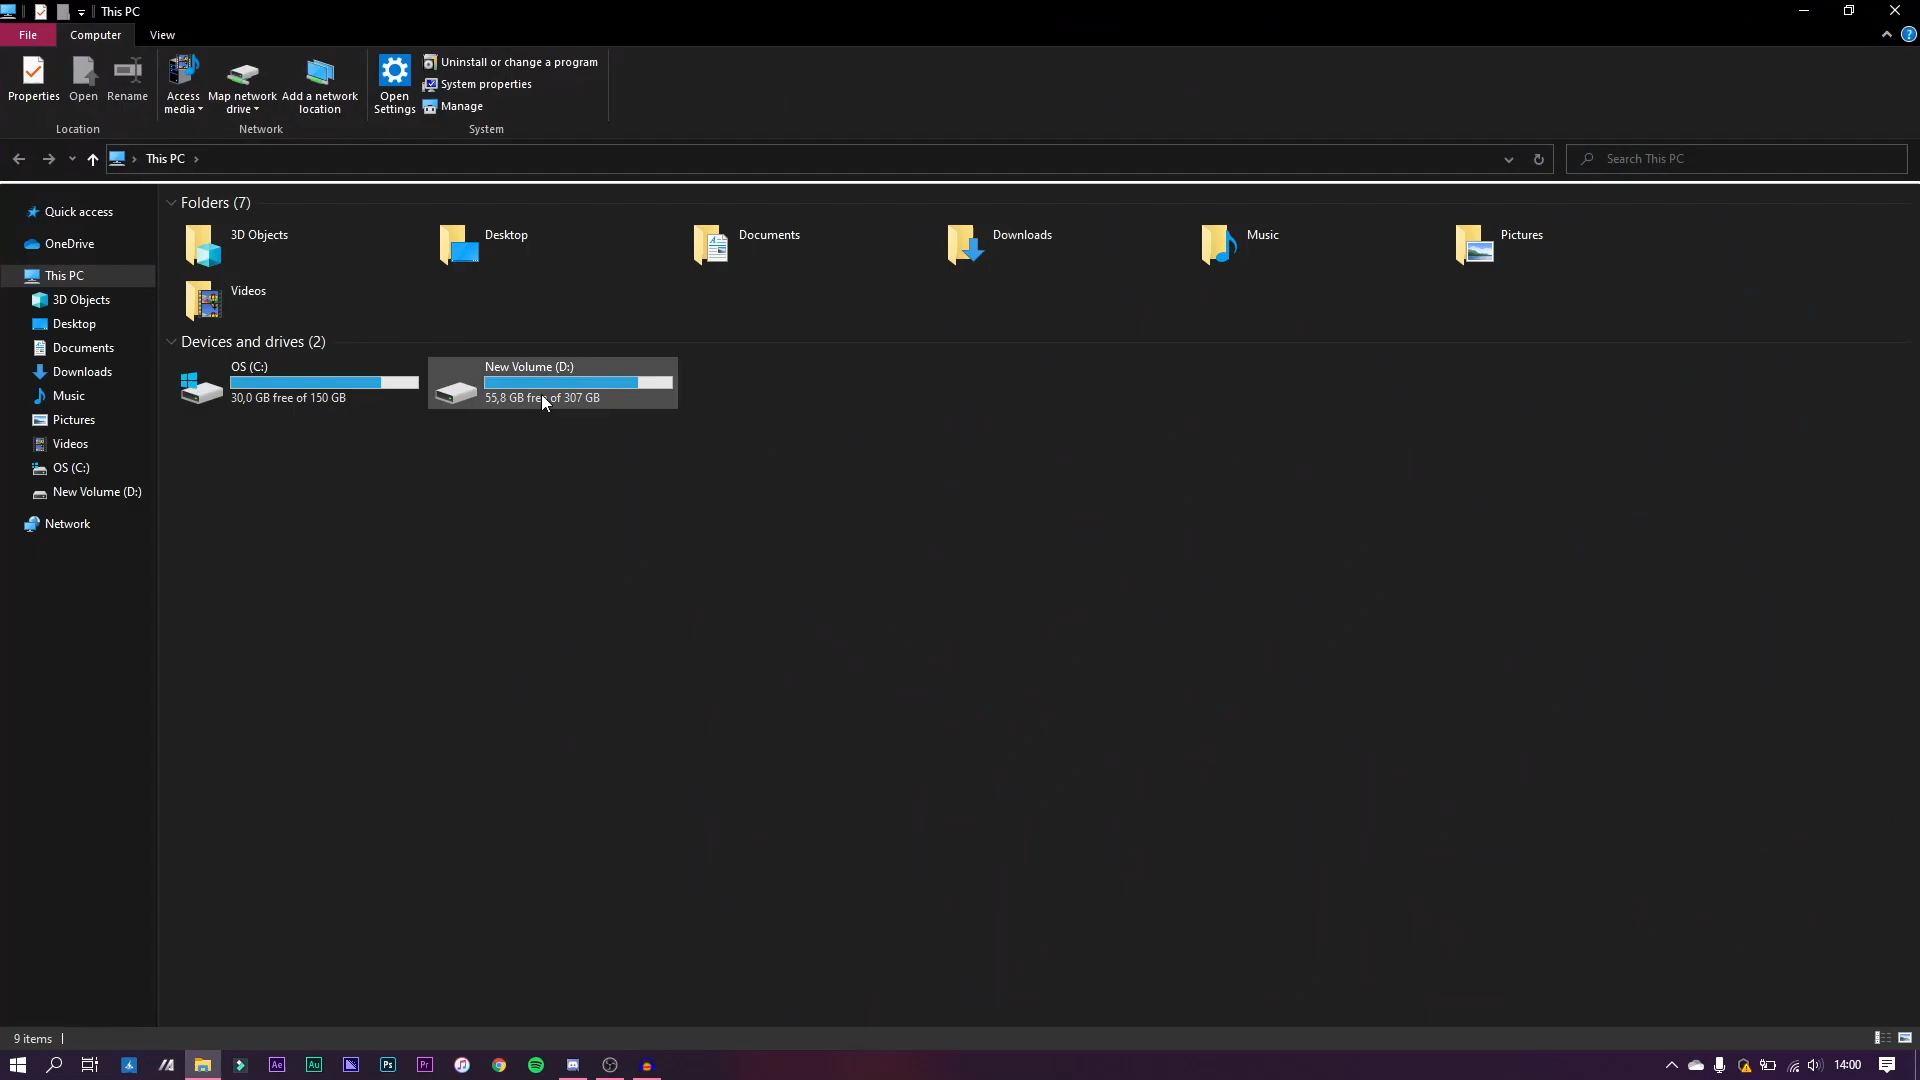 This PC
File
Computer
View
?
Properties
Open
Rename
Access media
Map network drive
Add a network location
Open Settings
Uninstall or change a program
System properties
Manage
Location
Network
System
This PC
Search This PC
Quick access
OneDrive
This PC
3D Objects
Desktop
Documents
Downloads
Music
Pictures
Videos
OS (C:)
New Volume (D:)
Network
Folders (7)
3D Objects
Desktop
Documents
Downloads
Music
Pictures
Videos
Devices and drives (2)
OS (C:)
30,0 GB free of 150 GB
New Volume (D:)
55,8 GB free of 307 GB
9 items
Ae
Au
Ps
Pr
14:00